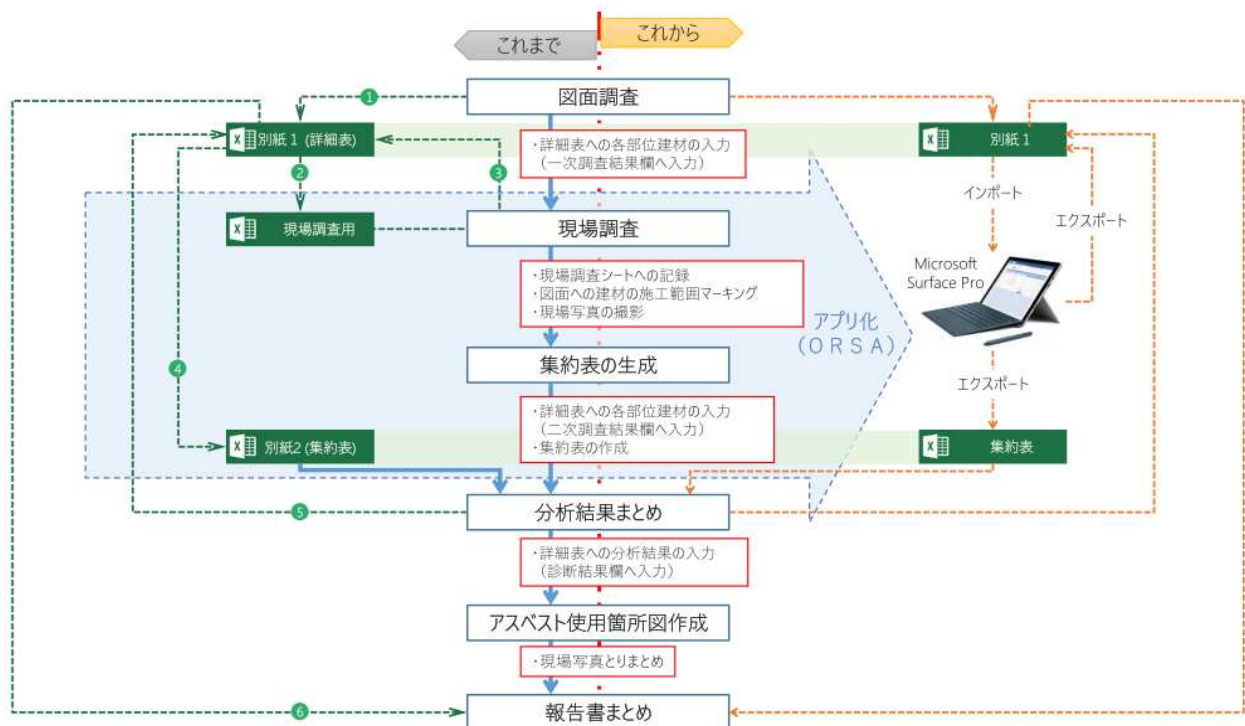 これまで
これから
図面調査
①
別紙1 (詳細表)
・詳細表への各部位建材の入力
(一次調査結果欄へ入力)
別紙1
②
③
インポート
現場調査用
現場調査
エクスポート
・現場調査シートへの記録
・図面への建材の施工範囲マーキング
・現場写真の撮影
Microsoft
Surface Pro
アプリ化
(ORSA)
④
集約表の生成
エクスポート
・詳細表への各部位建材の入力
(二次調査結果欄へ入力)
・集約表の作成
別紙2 (集約表)
集約表
⑤
分析結果まとめ
・詳細表への分析結果の入力
(診断結果欄へ入力)
アスベスト使用箇所図作成
・現場写真とりまとめ
⑥
報告書まとめ